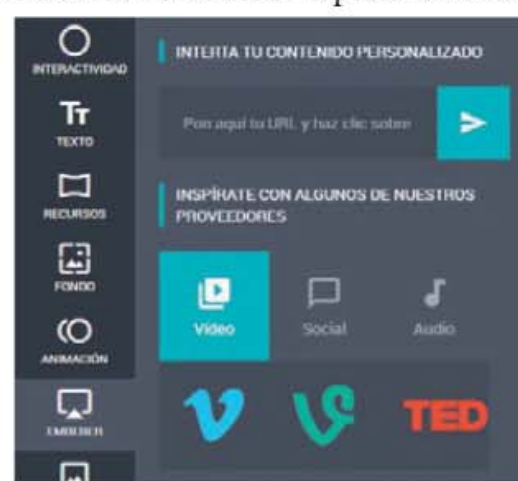 INTERACTIVIDAD
TEXTO
RECURSOS
FONDO
ANIMACIÓN
EMBEBER
INTERTA TU CONTENIDO PERSONALIZADO
Pon aquí tu URL y haz clic sobre
INSPÍRATE CON ALGUNOS DE NUESTROS
PROVEEDORES
Vídeo
Social
Audio
TED